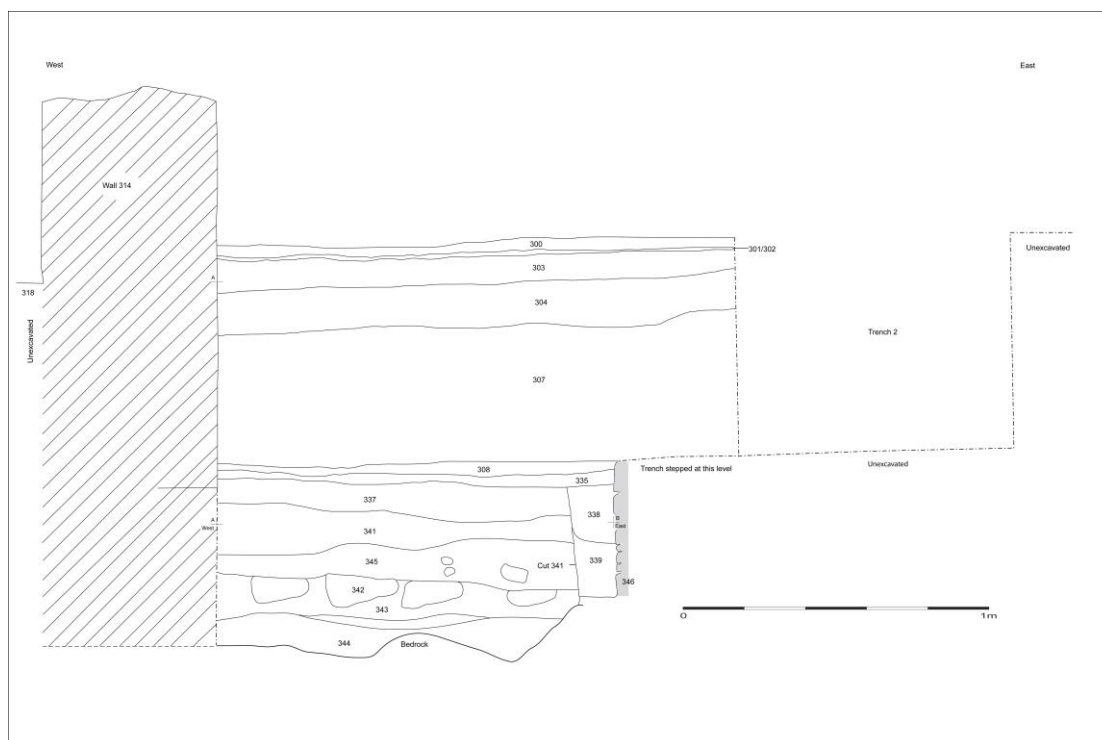 West
East
Wall 314
300
301/302
Unexcavated
303
A
318
304
Unexcavated
Trench 2
307
308
Trench stepped at this level
Unexcavated
335
337
338
A
West
B
East
341
339
345
Cut 341
346
342
343
0
1m
344
Bedrock